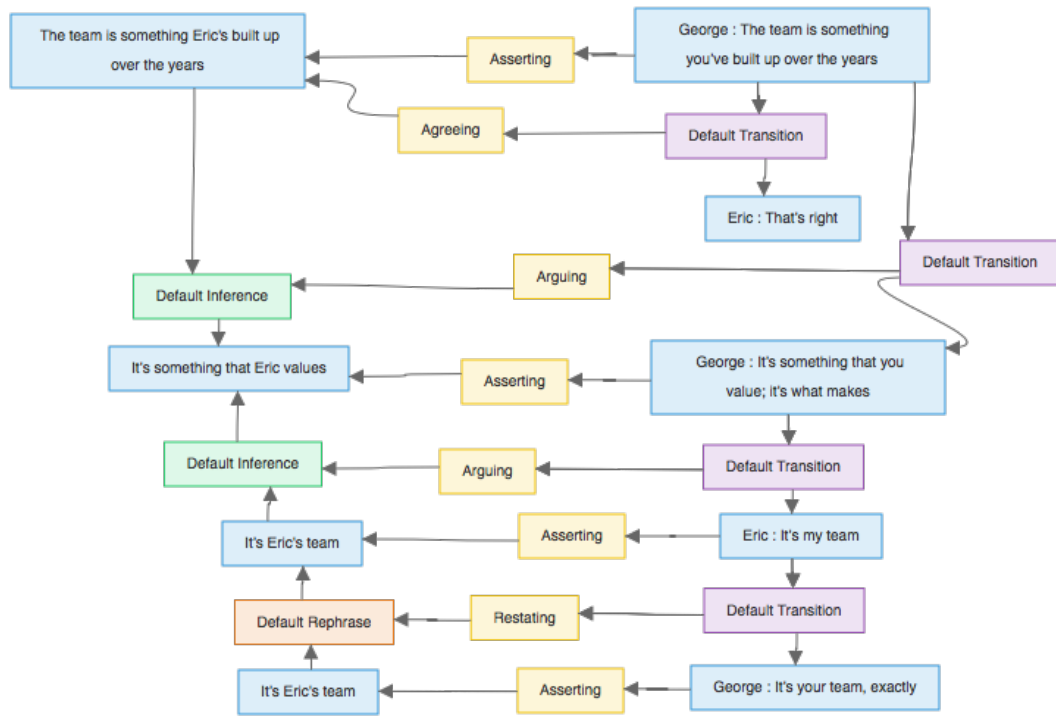 The team is something Eric's built up
over the years
Asserting
George : The team is something
you've built up over the years
Agreeing
Default Transition
Eric : That's right
Default Transition
Arguing
Default Inference
It's something that Eric values
Asserting
George : It's something that you
value; it's what makes
Default Inference
Arguing
Default Transition
It's Eric's team
Asserting
Eric : It's my team
Default Rephrase
Restating
Default Transition
It's Eric's team
Asserting
George : It's your team, exactly